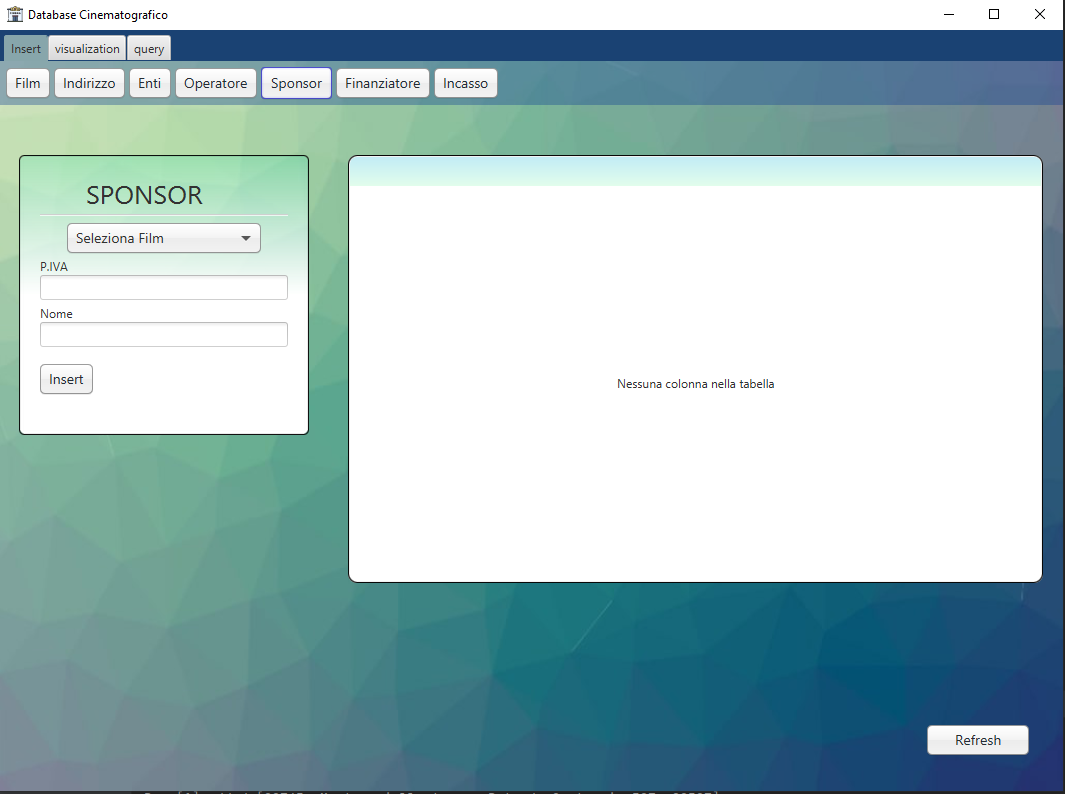 Database Cinematografico
Insert visualization query
Film Indirizzo Enti Operatore Sponsor Finanziatore Incasso
SPONSOR
Seleziona Film
P.IVA
Nome
Insert
Nessuna colonna nella tabella
Refresh